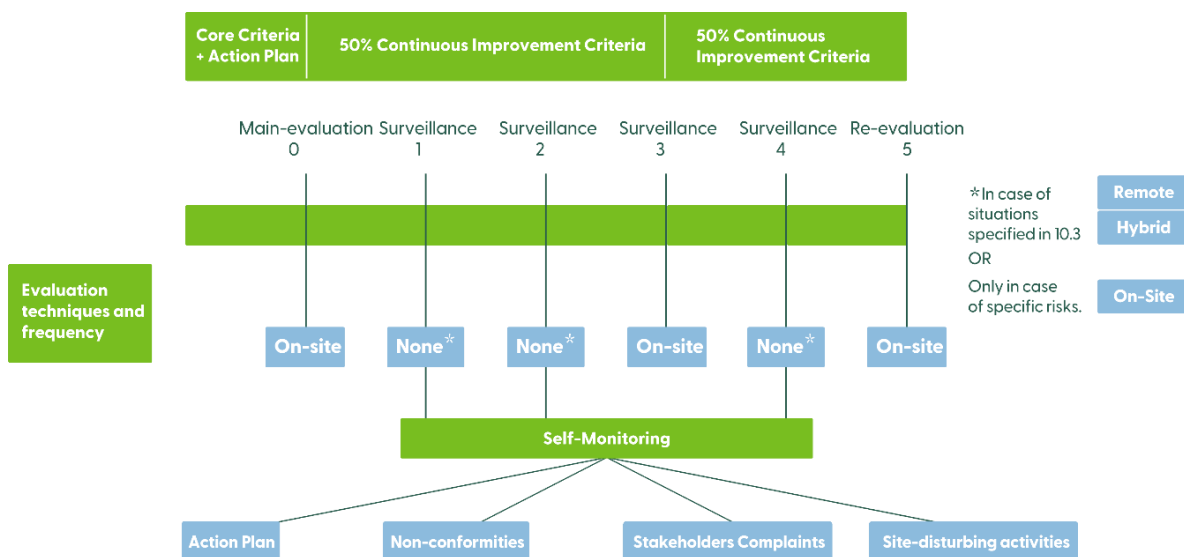 Core Criteria
+ Action Plan
50% Continuous Improvement Criteria
50% Continuous
Improvement Criteria
Main-evaluation
0
Surveillance
1
Surveillance
2
Surveillance
3
Surveillance
4
Re-evaluation
5
*In case of
situations
specified in 10.3
OR
Only in case
of specific risks.
Remote
Hybrid
On-Site
Evaluation
techniques and
frequency
On-site
None*
None*
On-site
None*
On-site
Self-Monitoring
Action Plan
Non-conformities
Stakeholders Complaints
Site-disturbing activities